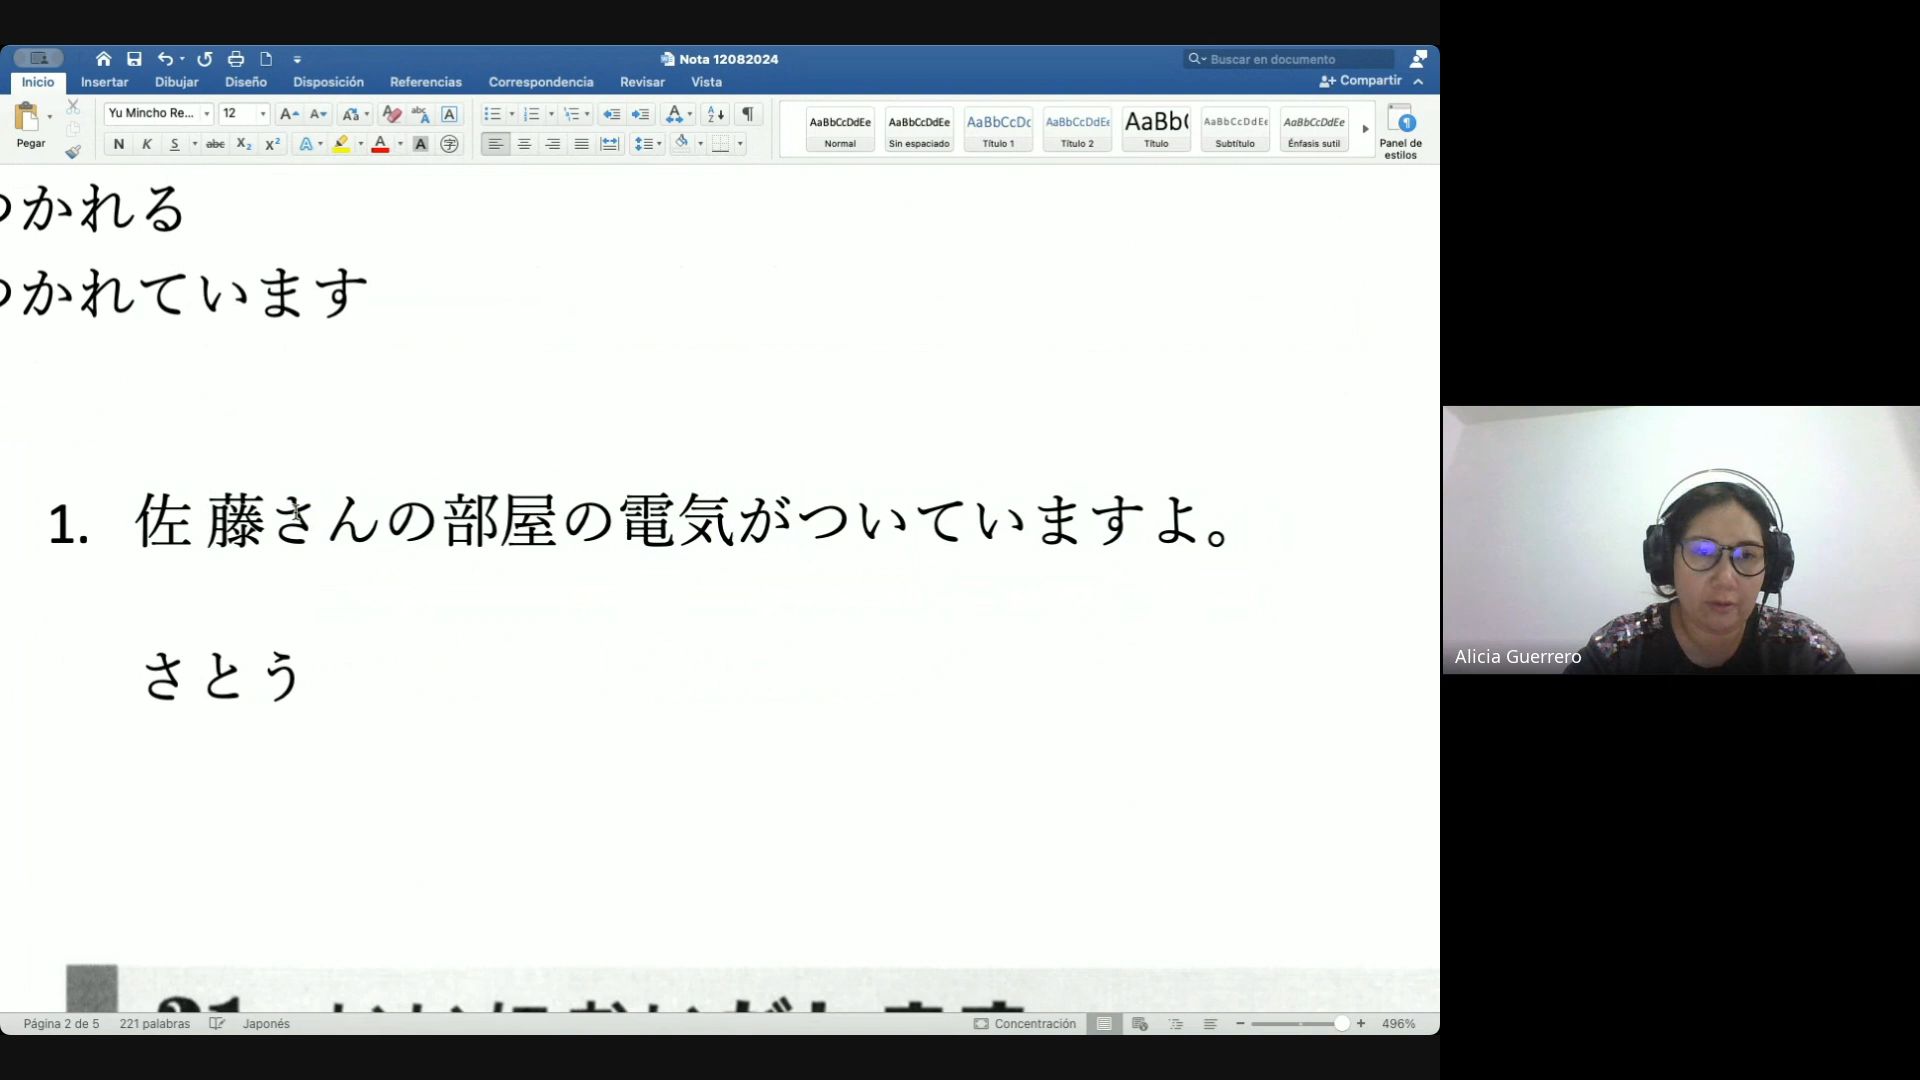 Nota 12082024
Buscar en documento
Inicio Insertar Dibujar Diseño Disposición Referencias Correspondencia Revisar Vista Compartir
Pegar
Yu Mincho Re... 12
N K S abc X₂ X² A A A 字
AaBbCcDdEe AaBbCcDdEe AaBbCcDc AaBbCcDdEe AaBb( AaBbCcDdEe AaBbCcDdEe
Normal Sin espaciado Título 1 Título 2 Título Subtítulo Énfasis sutil
Panel de
estilos
かれる
かれています
1. 佐藤さんの部屋の電気がついていますよ。
さとう
Alicia Guerrero
Página 2 de 5 221 palabras Japonés Concentración 496%